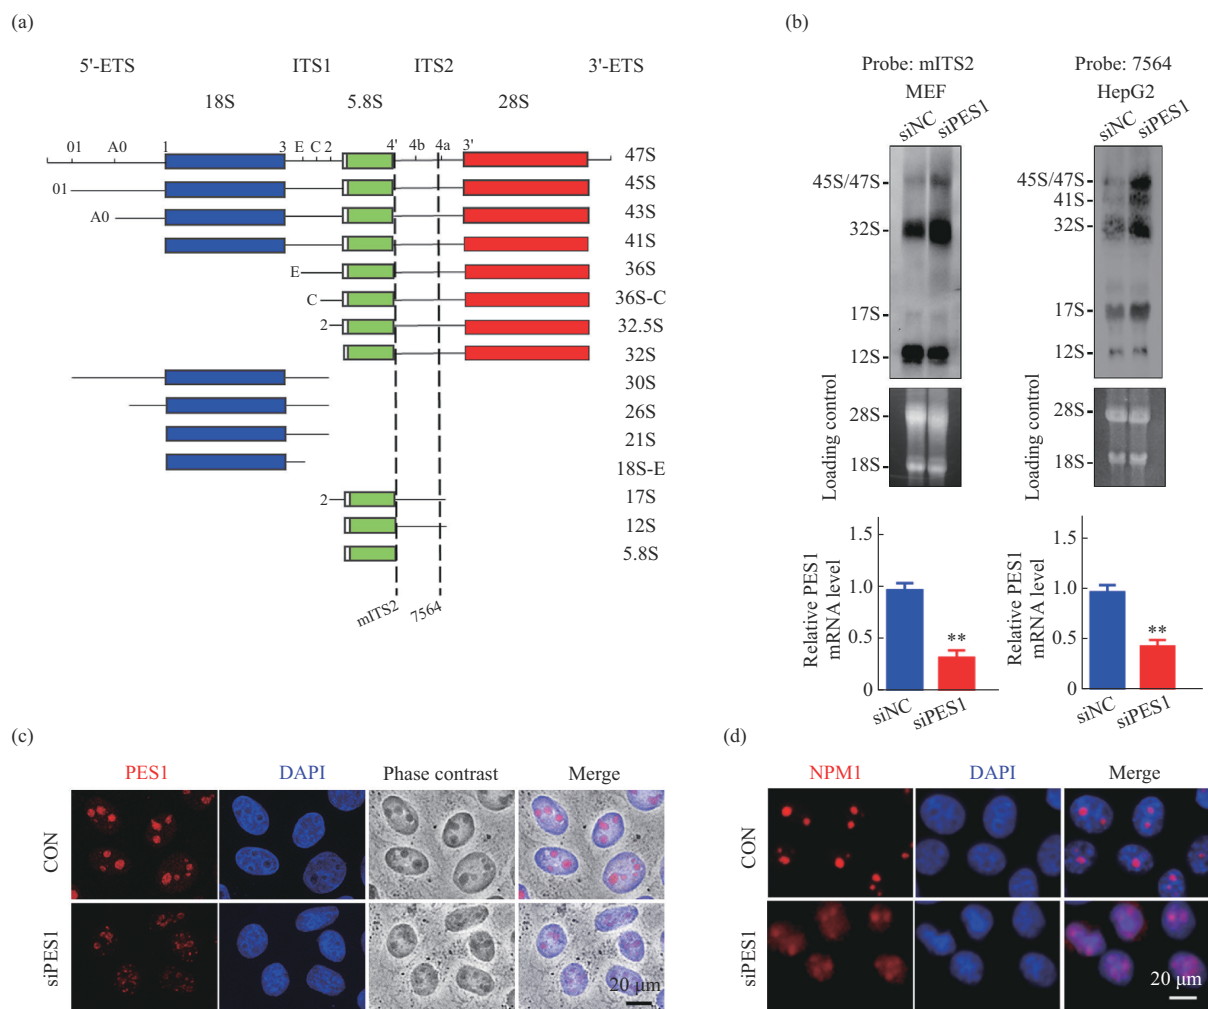 (a)
5'-ETS ITS1 ITS2 3'-ETS
18S 5.8S 28S
01 A0 1 3 E C 2 4' 4b 4a 3' 47S
01 45S
A0 43S
41S
E 36S
C 36S-C
2 32.5S
32S
30S
26S
21S
18S-E
2 17S
12S
5.8S
mITS2 7564
(b)
Probe: mITS2
MEF
siNC siPES1
45S/47S
32S
17S
12S
Loading control
28S
18S
Relative PES1
mRNA level
1.5
1.0
0.5
0
**
siNC siPES1
Probe: 7564
HepG2
siNC siPES1
45S/47S
41S
32S
17S
12S
Loading control
28S
18S
Relative PES1
mRNA level
1.5
1.0
0.5
0
**
siNC siPES1
(c)
PES1 DAPI Phase contrast Merge
CON
siPES1
20 μm
(d)
NPM1 DAPI Merge
CON
siPES1
20 μm